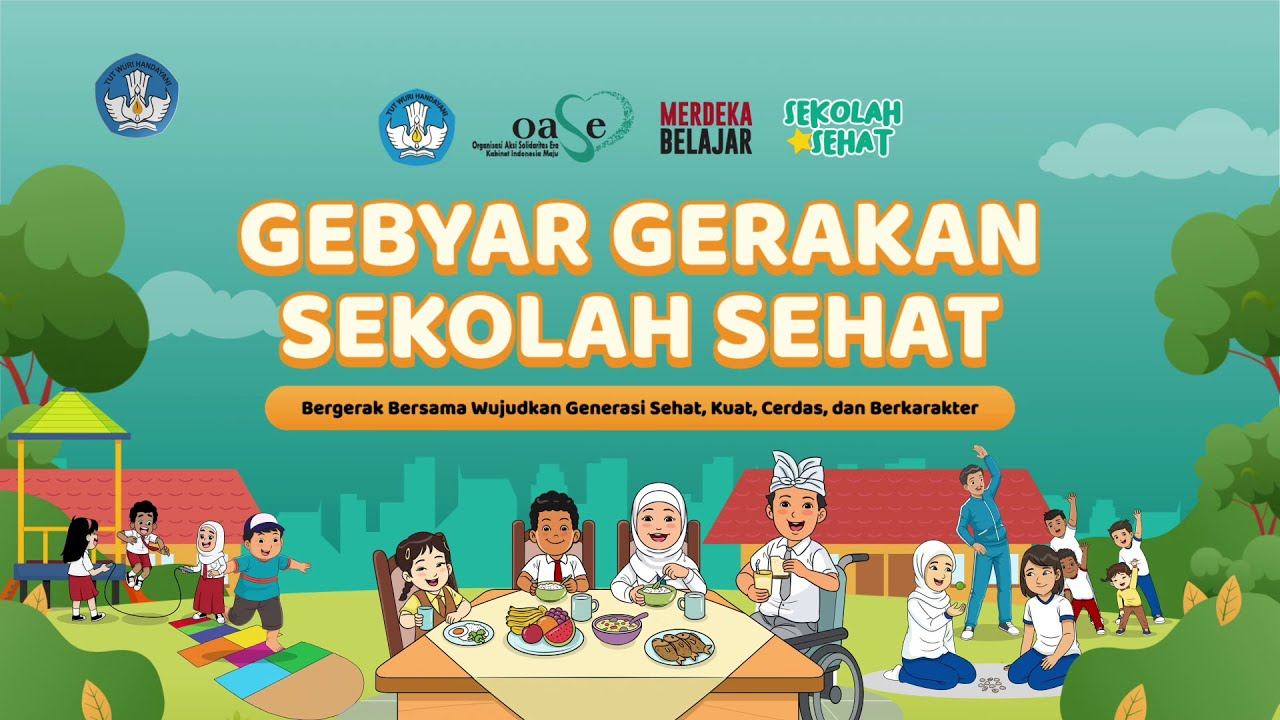 TUT WURI HANDAYANI
TUT WURI HANDAYANI
oase
Organisasi Aksi Solidaritas Era
Kabinet Indonesia Maju
MERDEKA
BELAJAR
SEKOLAH
SEHAT
GEBYAR GERAKAN
SEKOLAH SEHAT
Bergerak Bersama Wujudkan Generasi Sehat, Kuat, Cerdas, dan Berkarakter